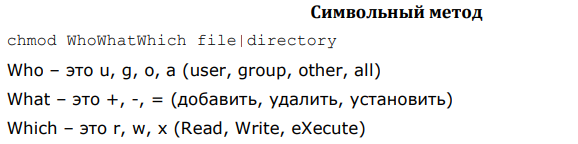 Символьный метод
chmod WhoWhatWhich file|directory
Who – это u, g, o, a (user, group, other, all)
What – это +, -, = (добавить, удалить, установить)
Which – это r, w, x (Read, Write, eXecute)